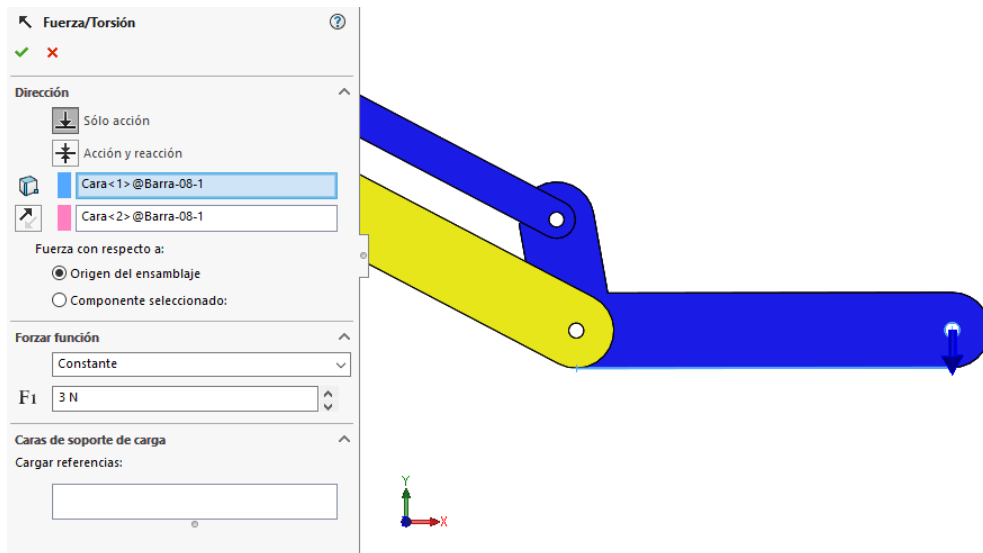 Fuerza/Torsión
Dirección
Sólo acción
Acción y reacción
Cara<1>@Barra-08-1
Cara<2>@Barra-08-1
Fuerza con respecto a:
Origen del ensamblaje
Componente seleccionado:
Forzar función
Constante
F1 3 N
Caras de soporte de carga
Cargar referencias:
Y
X